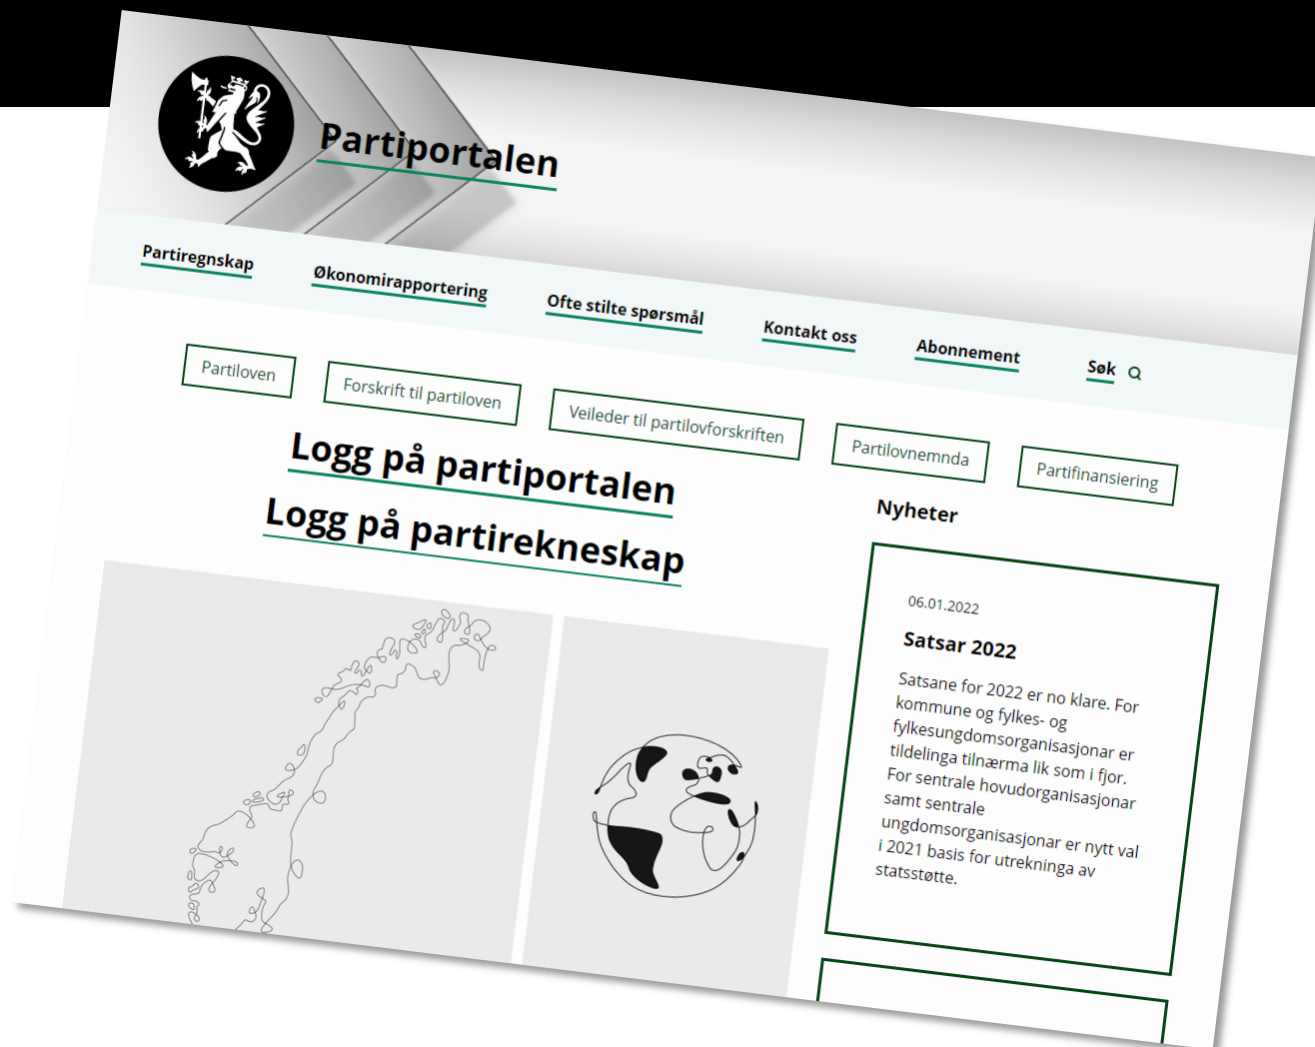 Partiportalen
Partiregnskap
Økonomirapportering
Ofte stilte spørsmål
Kontakt oss
Abonnement
Søk
Partiloven
Forskrift til partiloven
Veileder til partilovforskriften
Partilovnemnda
Partifinansiering
Logg på partiportalen
Logg på partirekneskap
Nyheter
06.01.2022
Satsar 2022
Satsane for 2022 er no klare. For
kommune og fylkes- og
fylkesungdomsorganisasjonar er
tildelinga tilnærma lik som i fjor.
For sentrale hovudorganisasjonar
samt sentrale
ungdomsorganisasjonar er nytt val
i 2021 basis for utrekninga av
statsstøtte.